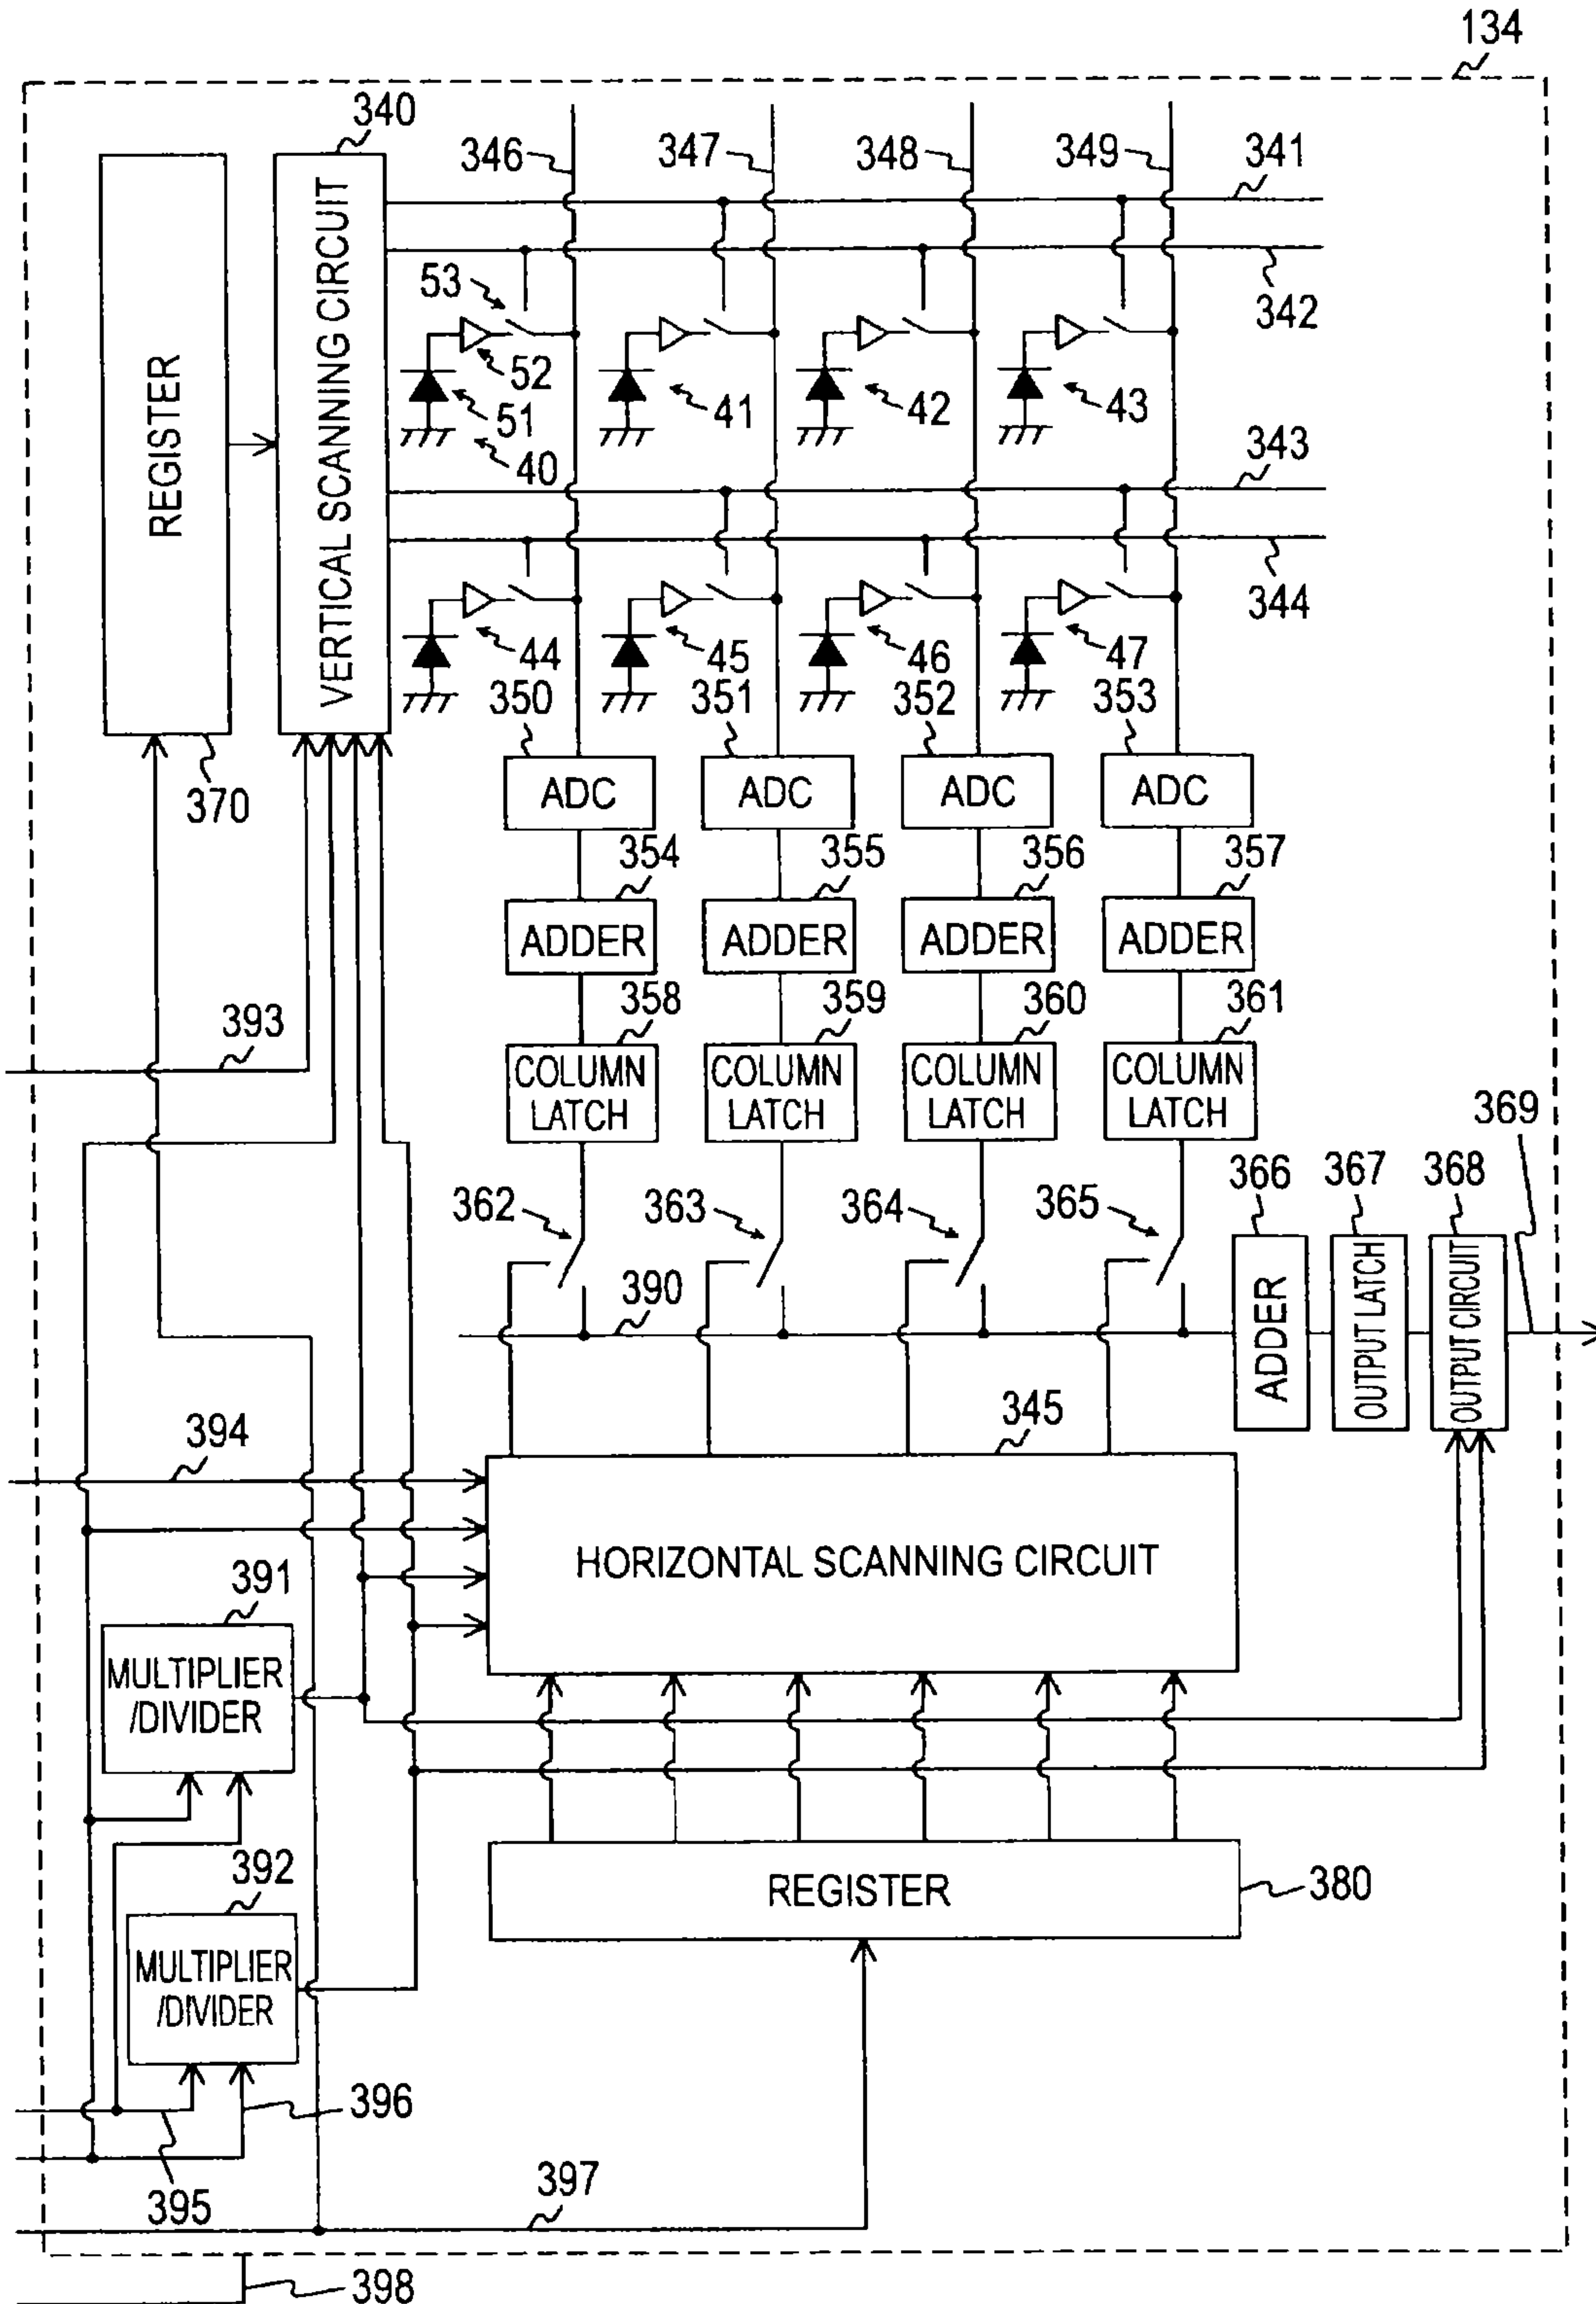 134
340
346
347
348
349
341
342
REGISTER
VERTICAL SCANNING CIRCUIT
53
52
51
40
41
42
43
343
344
44
45
46
47
370
350
351
352
353
ADC
ADC
ADC
ADC
354
355
356
357
ADDER
ADDER
ADDER
ADDER
393
358
359
360
361
COLUMN
LATCH
COLUMN
LATCH
COLUMN
LATCH
COLUMN
LATCH
369
362
363
364
365
366
367
368
390
ADDER
OUTPUT LATCH
OUTPUT CIRCUIT
394
345
HORIZONTAL SCANNING CIRCUIT
391
MULTIPLIER
/DIVIDER
392
MULTIPLIER
/DIVIDER
REGISTER
380
396
395
397
398